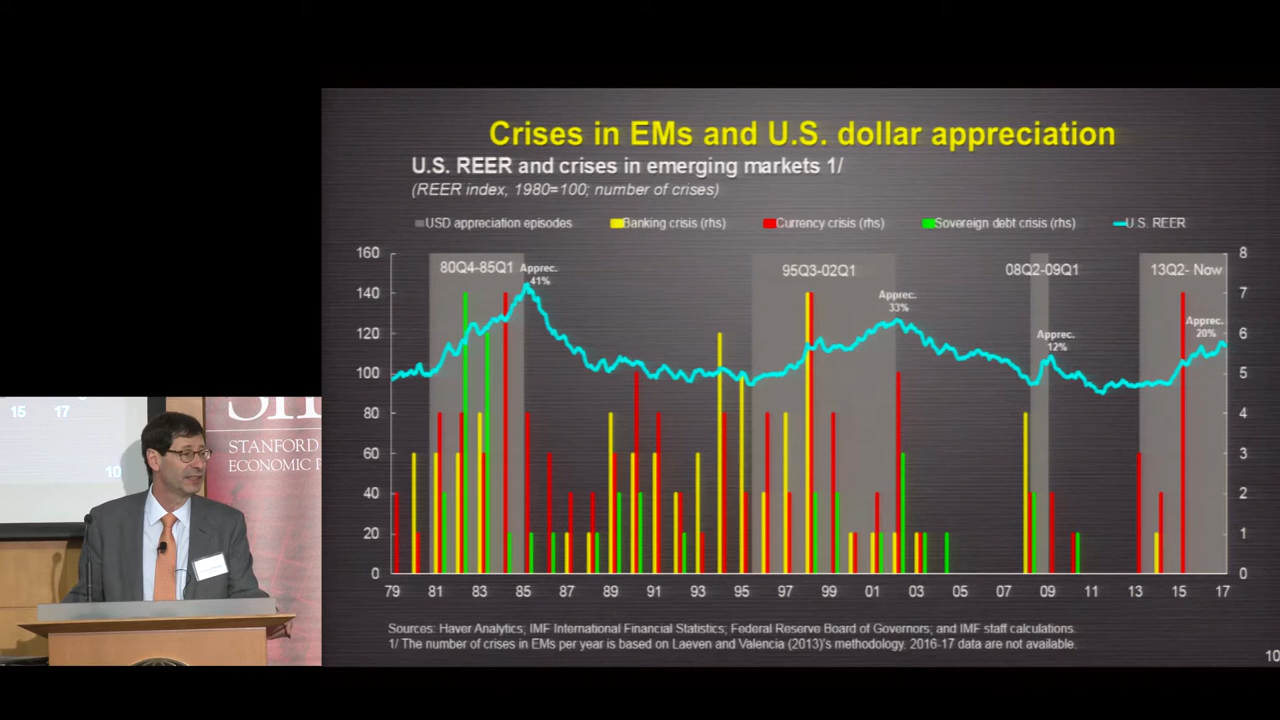 Crises in EMs and U.S. dollar appreciation
U.S. REER and crises in emerging markets 1/
(REER index, 1980=100; number of crises)
USD appreciation episodes Banking crisis (rhs) Currency crisis (rhs) Sovereign debt crisis (rhs) U.S. REER
160 8
80Q4-85Q1 95Q3-02Q1 08Q2-09Q1 13Q2- Now
Apprec.
41%
140 7
Apprec.
33%
Apprec.
20%
120 6
Apprec.
12%
100 5
80 4
60 3
40 2
20 1
0 0
79 81 83 85 87 89 91 93 95 97 99 01 03 05 07 09 11 13 15 17
Sources: Haver Analytics; IMF International Financial Statistics; Federal Reserve Board of Governors; and IMF staff calculations.
1/ The number of crises in EMs per year is based on Laeven and Valencia (2013)'s methodology. 2016-17 data are not available.
10
15 17
10
STANFORD
ECONOMIC